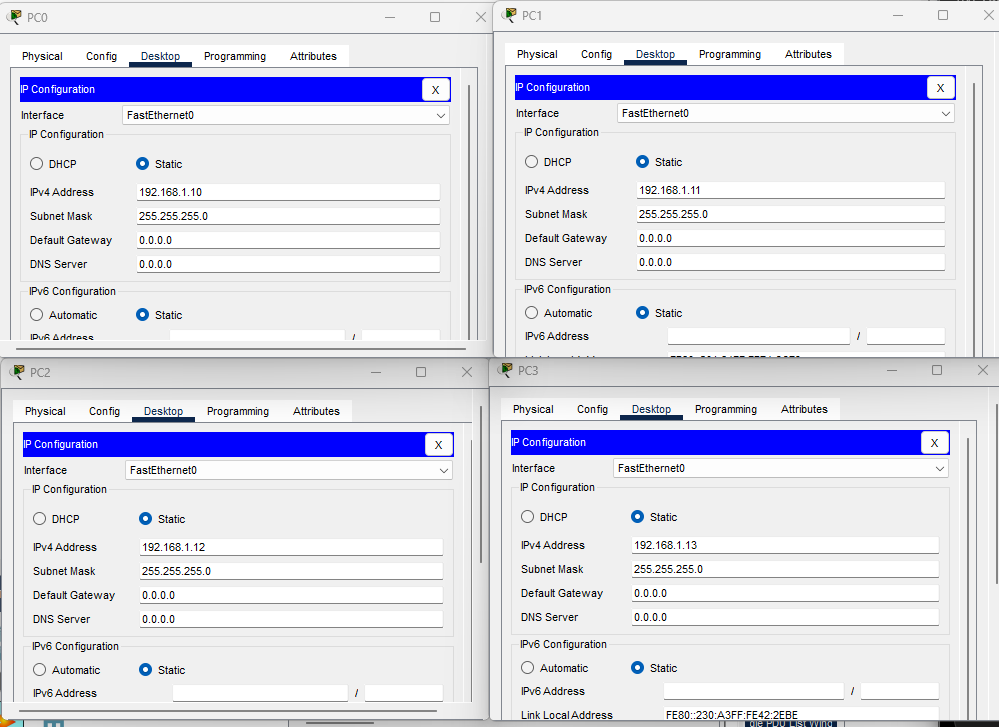 PC0
Physical Config Desktop Programming Attributes
IP Configuration X
Interface FastEthernet0
IP Configuration
DHCP Static
IPv4 Address 192.168.1.10
Subnet Mask 255.255.255.0
Default Gateway 0.0.0.0
DNS Server 0.0.0.0
IPv6 Configuration
Automatic Static
IPv6 Address /
PC1
Physical Config Desktop Programming Attributes
IP Configuration X
Interface FastEthernet0
IP Configuration
DHCP Static
IPv4 Address 192.168.1.11
Subnet Mask 255.255.255.0
Default Gateway 0.0.0.0
DNS Server 0.0.0.0
IPv6 Configuration
Automatic Static
IPv6 Address /
PC2
Physical Config Desktop Programming Attributes
IP Configuration X
Interface FastEthernet0
IP Configuration
DHCP Static
IPv4 Address 192.168.1.12
Subnet Mask 255.255.255.0
Default Gateway 0.0.0.0
DNS Server 0.0.0.0
IPv6 Configuration
Automatic Static
IPv6 Address /
PC3
Physical Config Desktop Programming Attributes
IP Configuration X
Interface FastEthernet0
IP Configuration
DHCP Static
IPv4 Address 192.168.1.13
Subnet Mask 255.255.255.0
Default Gateway 0.0.0.0
DNS Server 0.0.0.0
IPv6 Configuration
Automatic Static
IPv6 Address /
Link Local Address FE80::230:A3FF:FE42:2EBE